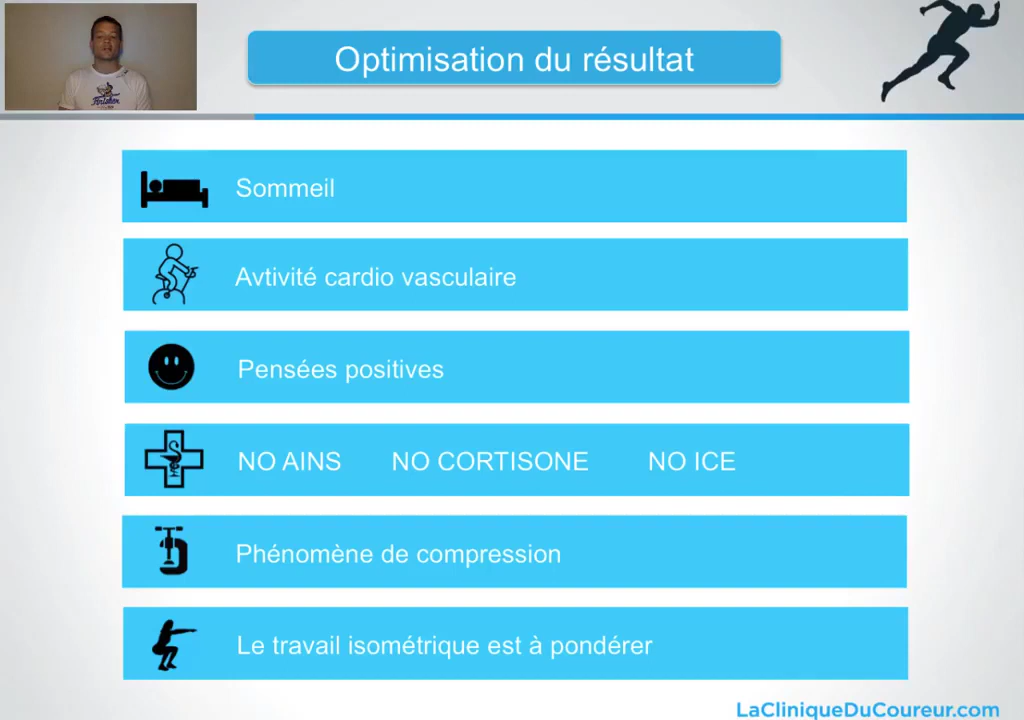 Optimisation du résultat
Finisher
Sommeil
Avtivité cardio vasculaire
Pensées positives
NO AINS NO CORTISONE NO ICE
Phénomène de compression
Le travail isométrique est à pondérer
LaCliniqueDuCoureur.com